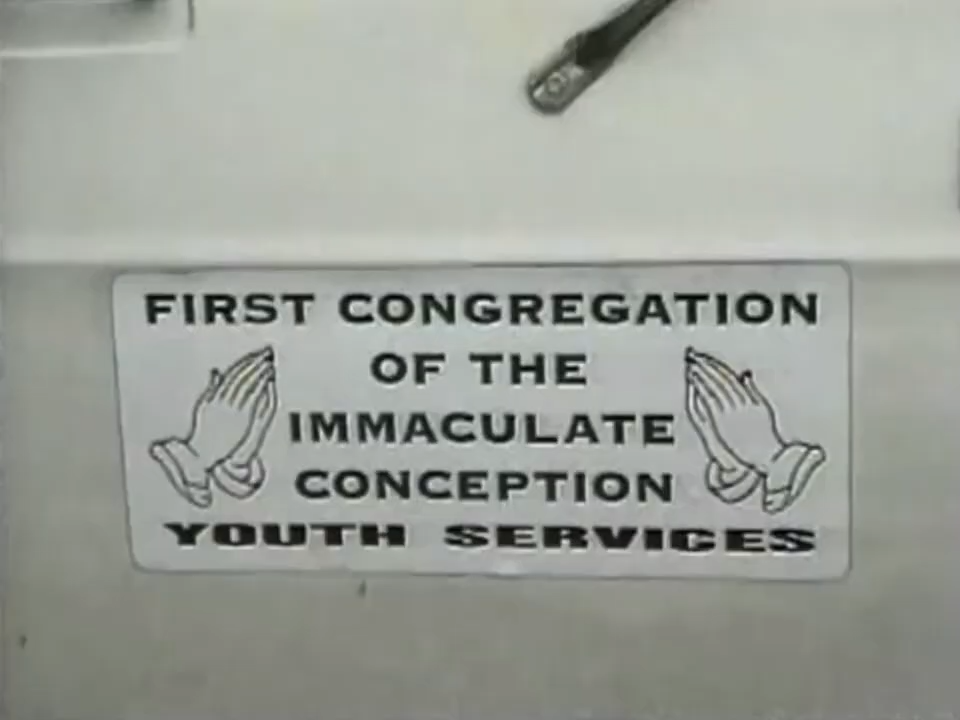 FIRST CONGREGATION
OF THE
IMMACULATE
CONCEPTION
YOUTH SERVICES